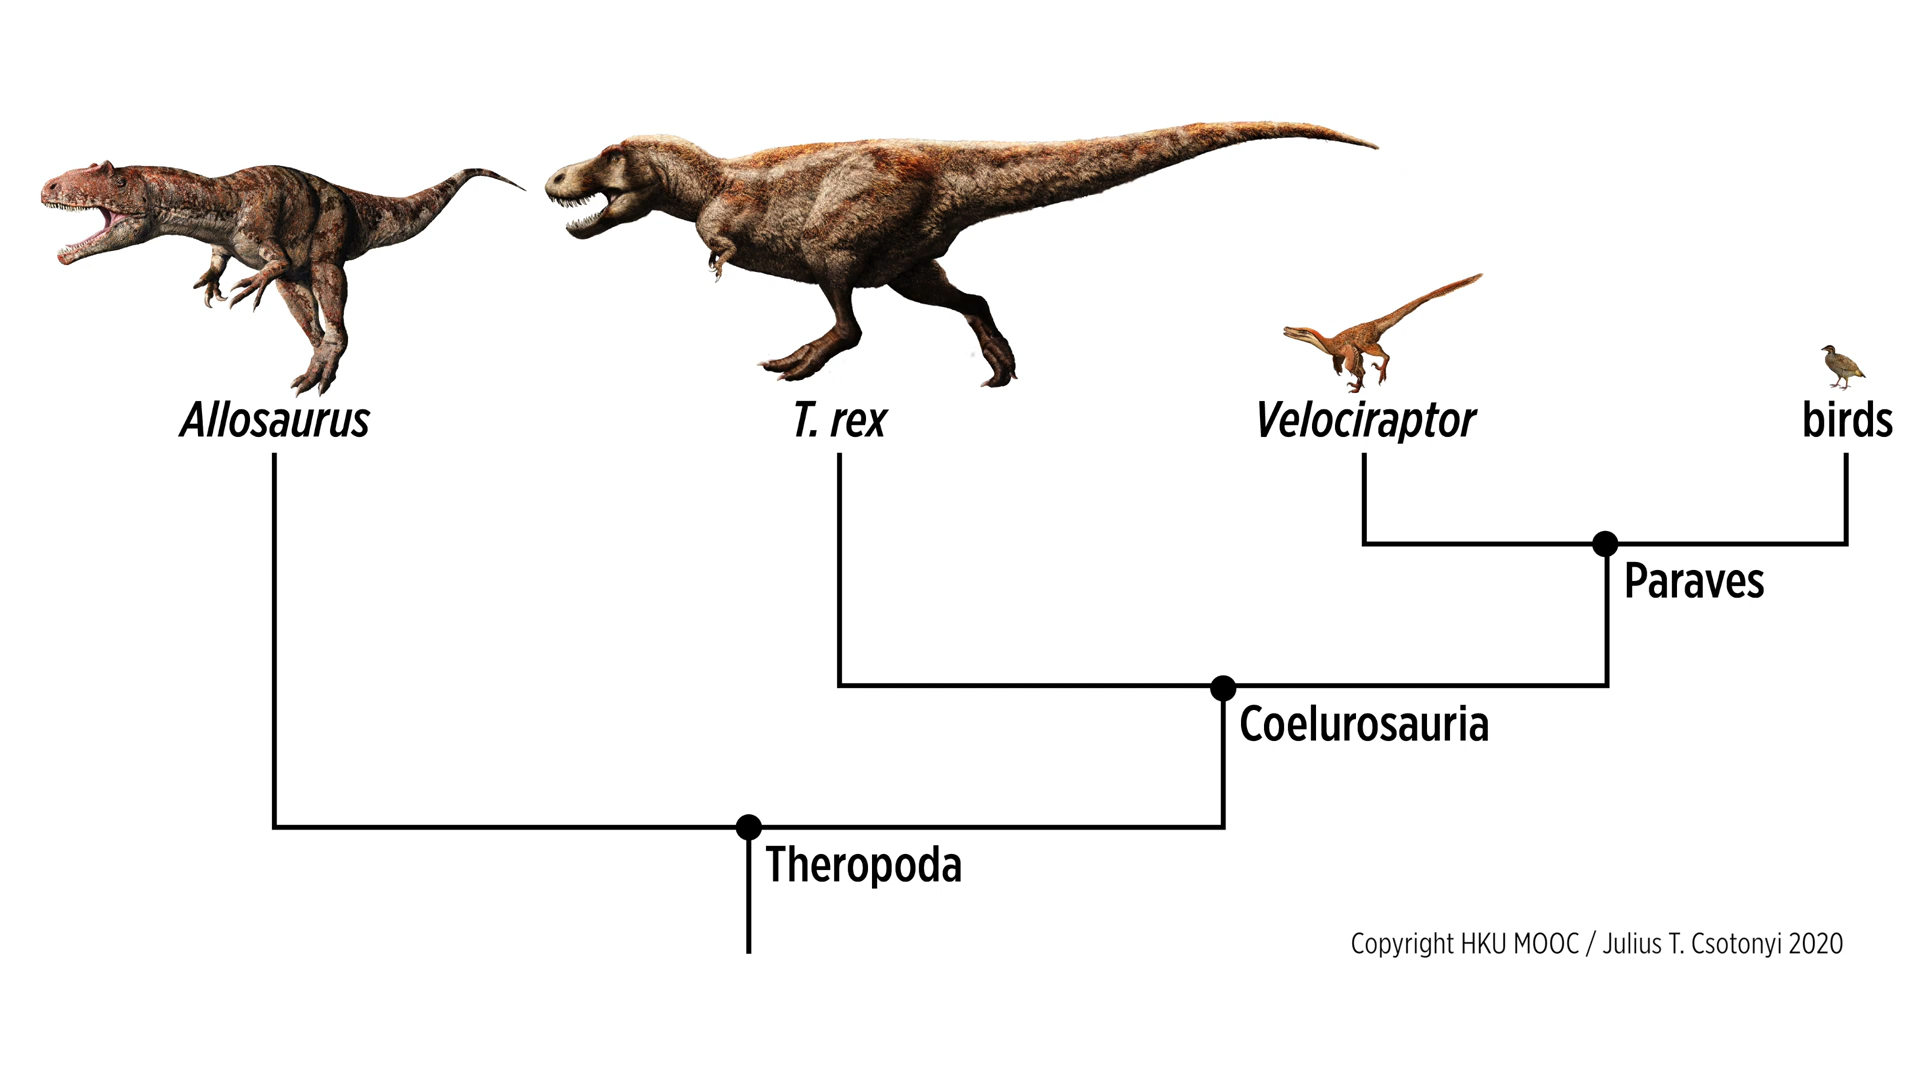 Allosaurus
T. rex
Velociraptor
birds
Paraves
Coelurosauria
Theropoda
Copyright HKU MOOC / Julius T. Csotonyi 2020